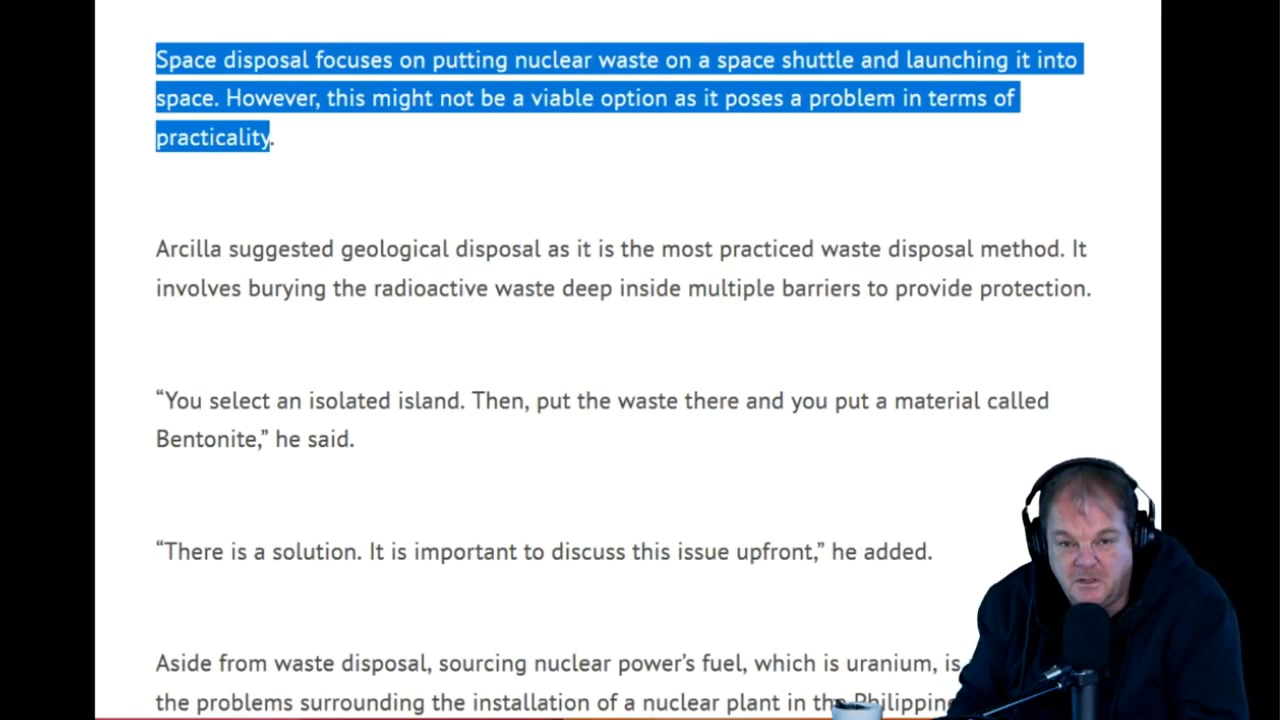 Space disposal focuses on putting nuclear waste on a space shuttle and launching it into
space. However, this might not be a viable option as it poses a problem in terms of
practicality.
Arcilla suggested geological disposal as it is the most practiced waste disposal method. It
involves burying the radioactive waste deep inside multiple barriers to provide protection.
“You select an isolated island. Then, put the waste there and you put a material called
Bentonite,” he said.
“There is a solution. It is important to discuss this issue upfront,” he added.
Aside from waste disposal, sourcing nuclear power’s fuel, which is uranium, is
the problems surrounding the installation of a nuclear plant in the